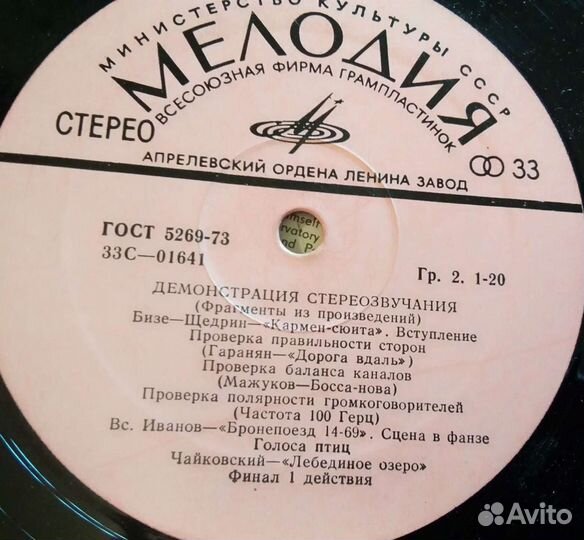 МИНИСТЕРСТВО КУЛЬТУРЫ СССР
МЕЛОДИЯ
ВСЕСОЮЗНАЯ ФИРМА ГРАМПЛАСТИНОК
СТЕРЕО
33
АПРЕЛЕВСКИЙ ОРДЕНА ЛЕНИНА ЗАВОД
ГОСТ 5269-73
33С—01641
Гр. 2. 1-20
ДЕМОНСТРАЦИЯ СТЕРЕОЗВУЧАНИЯ
(Фрагменты из произведений)
Бизе—Щедрин—«Кармен-сюита». Вступление
Проверка правильности сторон
(Гаранян—«Дорога вдаль»)
Проверка баланса каналов
(Мажуков—Босса-нова)
Проверка полярности громкоговорителей
(Частота 100 Герц)
Вс. Иванов—«Бронепоезд 14-69». Сцена в фанзе
Голоса птиц
Чайковский—«Лебединое озеро»
Финал 1 действия
Avito